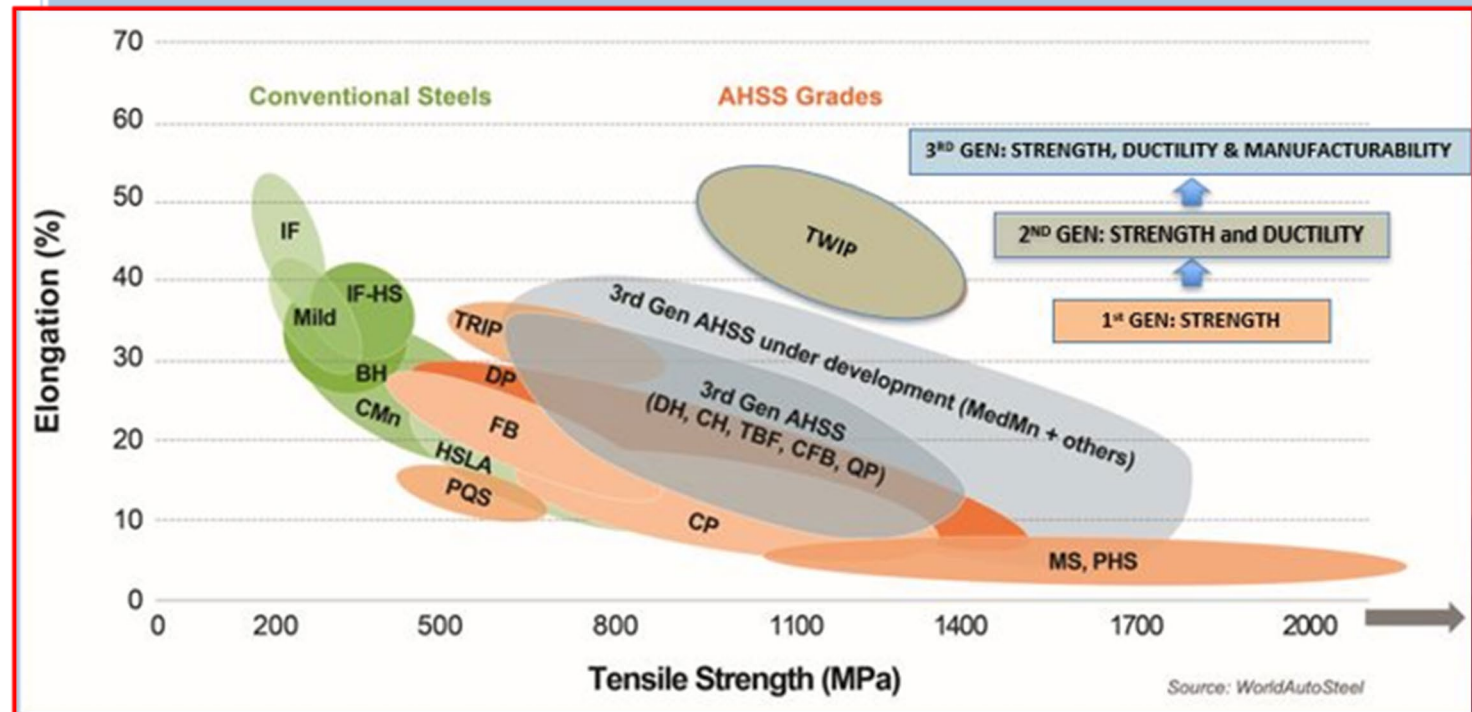 70
Conventional Steels
AHSS Grades
60
3RD GEN: STRENGTH, DUCTILITY & MANUFACTURABILITY
50
IF
TWIP
2ND GEN: STRENGTH and DUCTILITY
40
IF-HS
3rd Gen AHSS under development (MedMn + others)
Mild
TRIP
1st GEN: STRENGTH
30
BH
DP
3rd Gen AHSS
(DH, CH, TBF, CFB, QP)
CMn
FB
20
HSLA
PQS
10
CP
MS, PHS
0
Elongation (%)
0 200 500 800 1100 1400 1700 2000
Tensile Strength (MPa)
Source: WorldAutoSteel